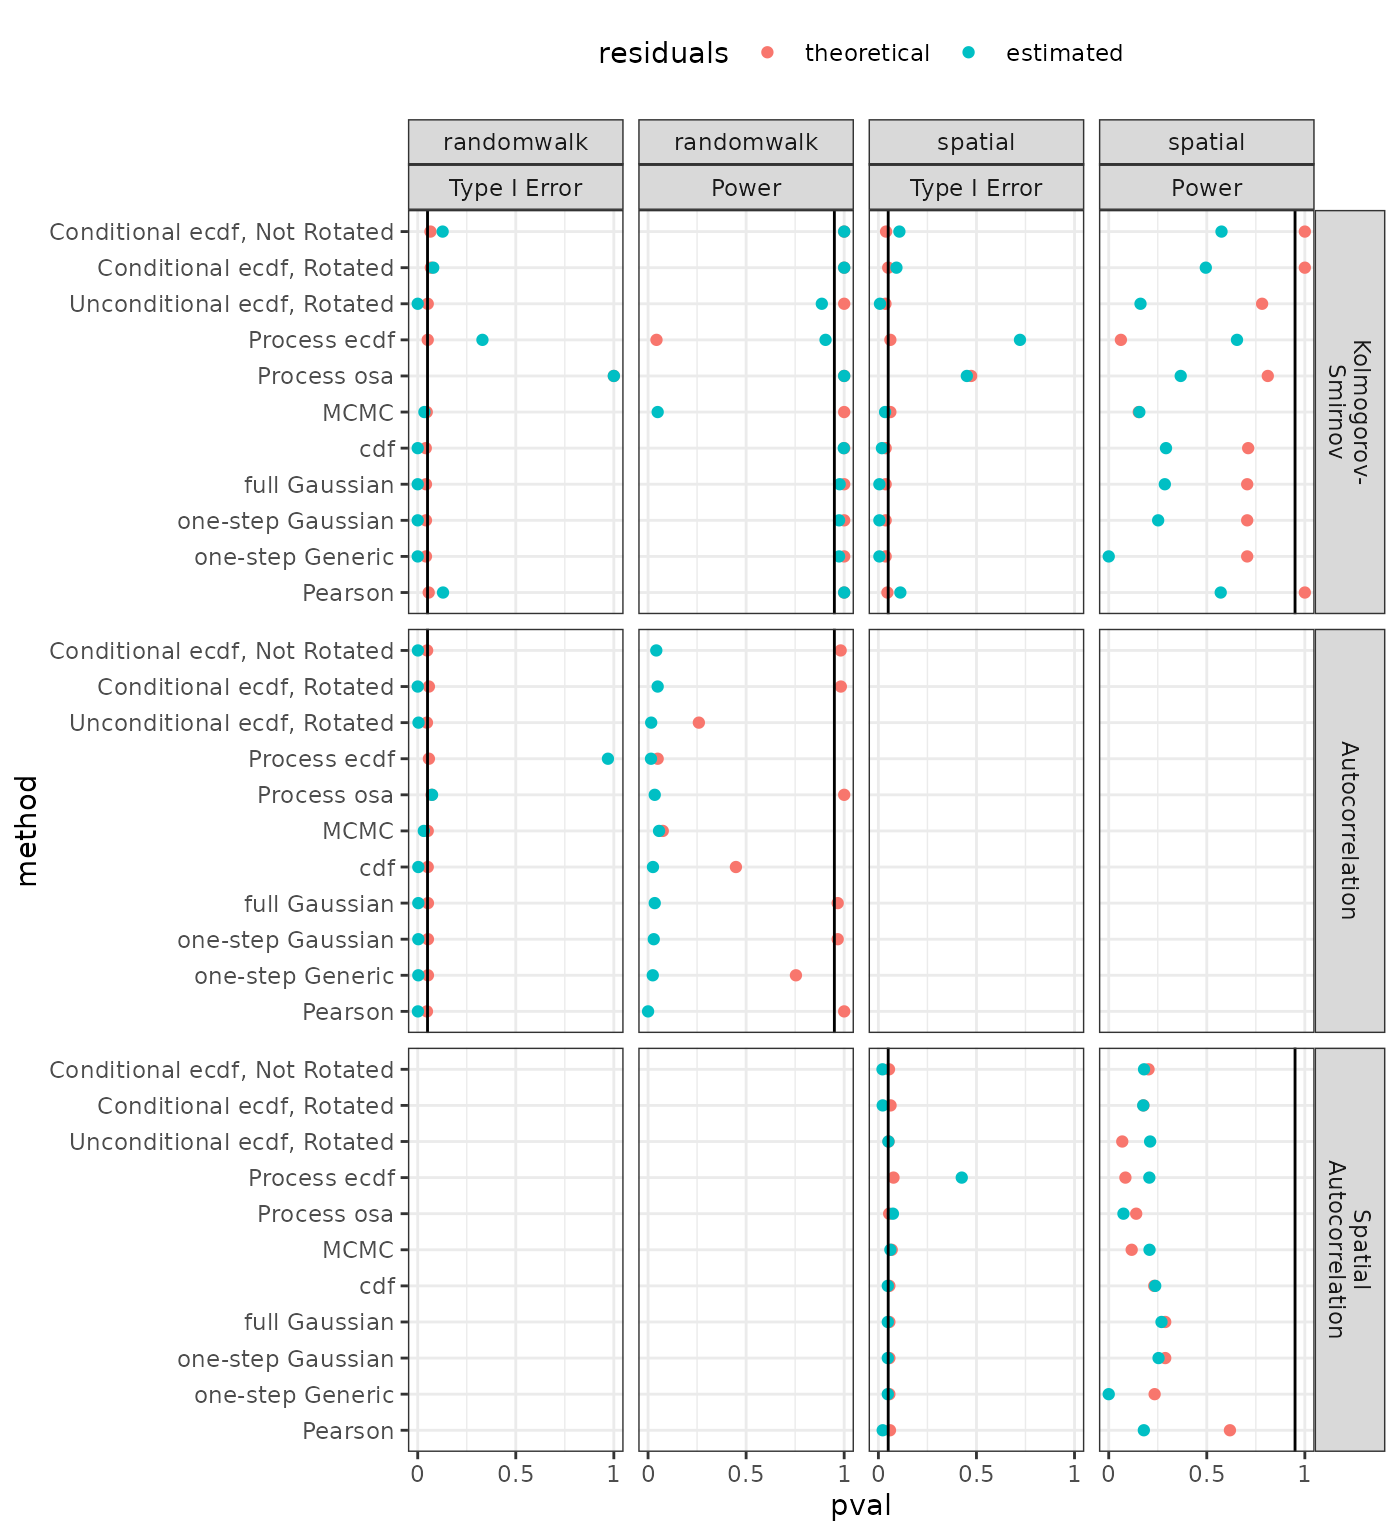 residuals theoretical estimated
randomwalk randomwalk spatial spatial
Type I Error Power Type I Error Power
Conditional ecdf, Not Rotated
Conditional ecdf, Rotated
Unconditional ecdf, Rotated
Process ecdf
Process osa
MCMC
cdf
full Gaussian
one-step Gaussian
one-step Generic
Pearson
Kolmogorov-
Smirnov
Conditional ecdf, Not Rotated
Conditional ecdf, Rotated
Unconditional ecdf, Rotated
Process ecdf
Process osa
MCMC
cdf
full Gaussian
one-step Gaussian
one-step Generic
Pearson
Autocorrelation
Conditional ecdf, Not Rotated
Conditional ecdf, Rotated
Unconditional ecdf, Rotated
Process ecdf
Process osa
MCMC
cdf
full Gaussian
one-step Gaussian
one-step Generic
Pearson
Spatial
Autocorrelation
method
0 0.5 1 0 0.5 1 0 0.5 1 0 0.5 1
pval